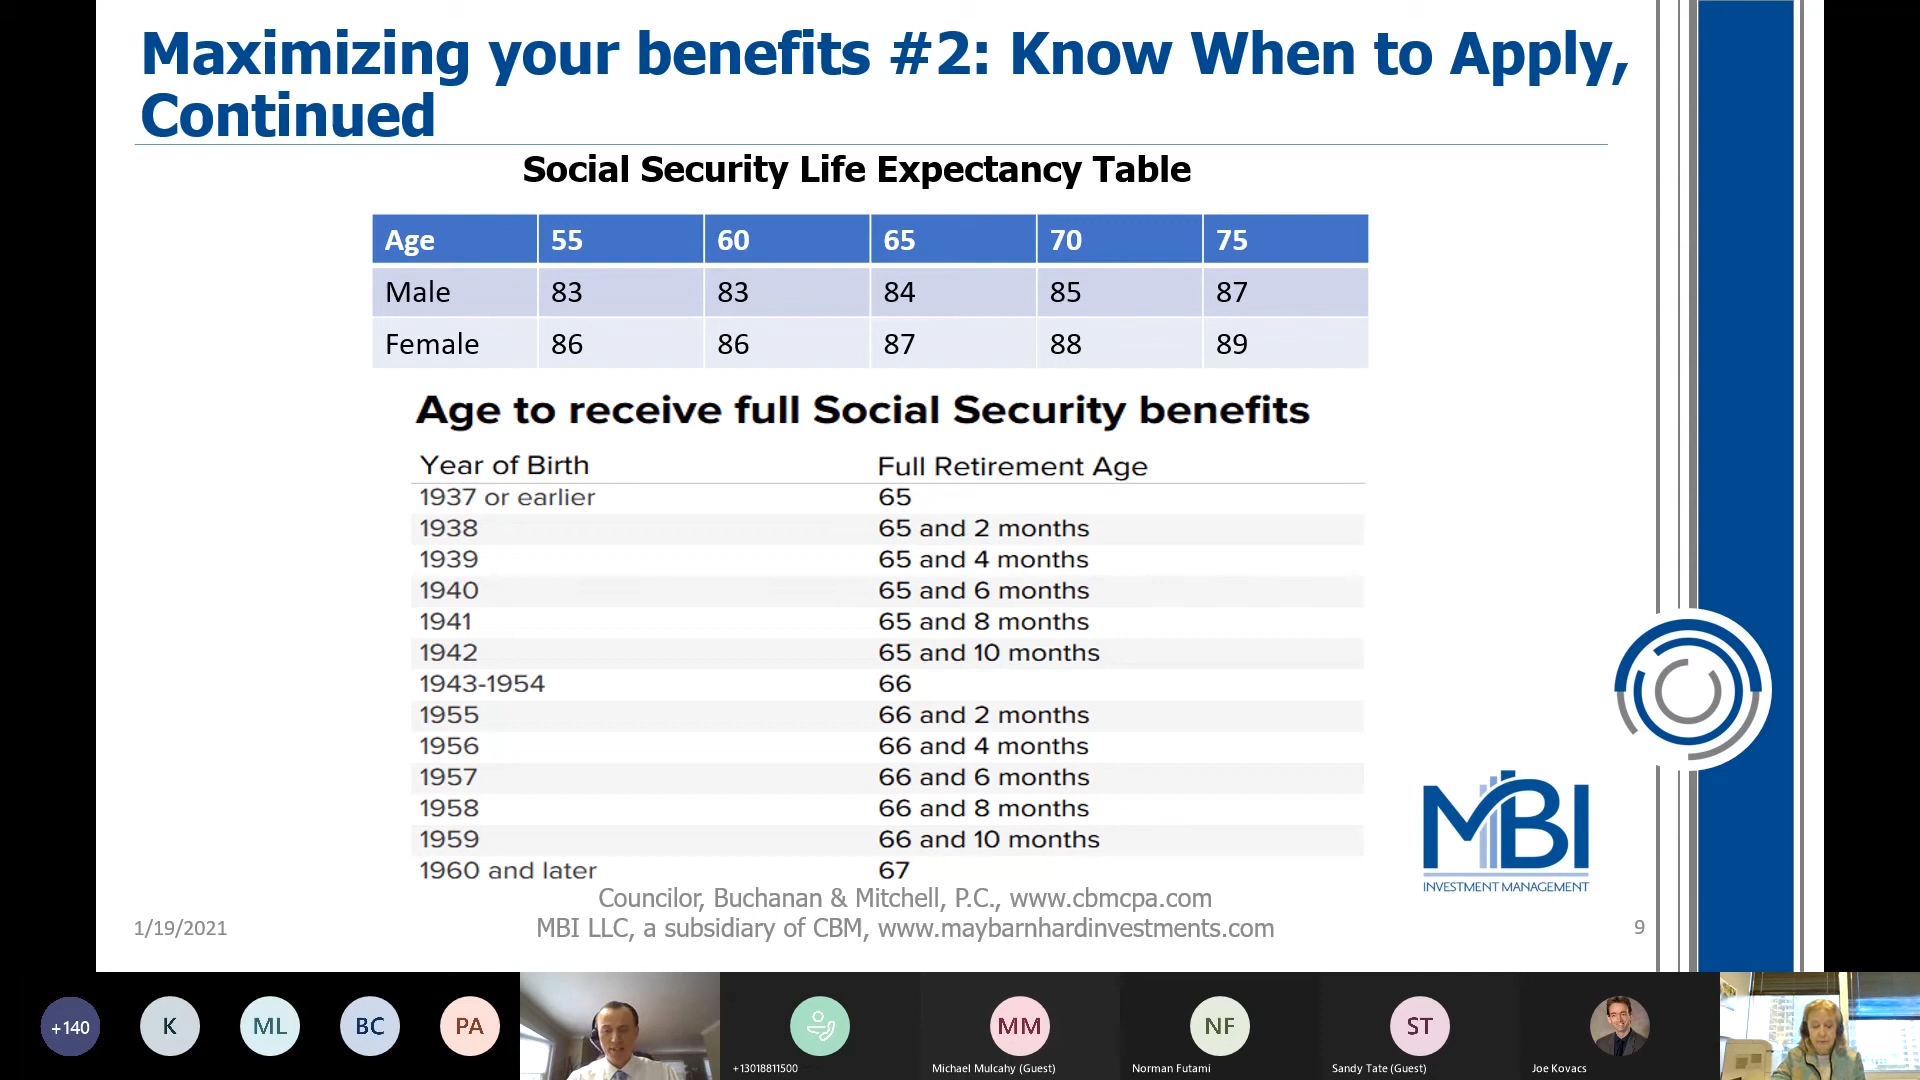 Maximizing your benefits #2: Know When to Apply,
Continued
Social Security Life Expectancy Table
Age 55 60 65 70 75
Male 83 83 84 85 87
Female 86 86 87 88 89
Age to receive full Social Security benefits
Year of Birth Full Retirement Age
1937 or earlier 65
1938 65 and 2 months
1939 65 and 4 months
1940 65 and 6 months
1941 65 and 8 months
1942 65 and 10 months
1943-1954 66
1955 66 and 2 months
1956 66 and 4 months
1957 66 and 6 months
1958 66 and 8 months
1959 66 and 10 months
1960 and later 67
MBI
INVESTMENT MANAGEMENT
Councilor, Buchanan & Mitchell, P.C., www.cbmcpa.com
1/19/2021 MBI LLC, a subsidiary of CBM, www.maybarnhardinvestments.com 9
+140 K ML BC PA MM NF ST
+13018811500 Michael Mulcahy (Guest) Norman Futami Sandy Tate (Guest) Joe Kovacs